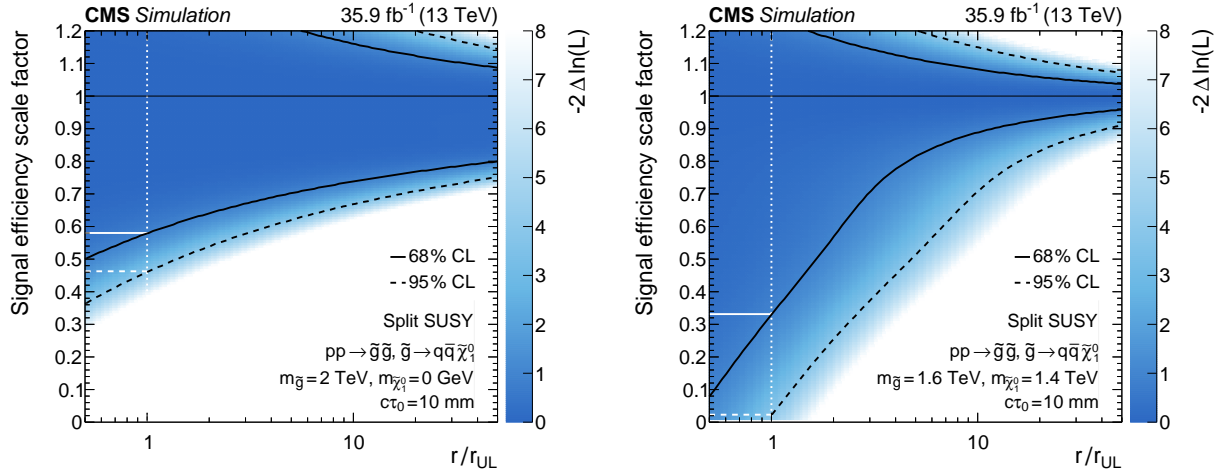 CMS Simulation 35.9 fb⁻¹ (13 TeV)
Signal efficiency scale factor
1.2
1.1
1
0.9
0.8
0.7
0.6
0.5
0.4
0.3
0.2
0.1
0
68% CL
95% CL
Split SUSY
pp→g̃g̃, g̃→qq̅χ̃₁⁰
m_g̃=2 TeV, m_χ̃₁⁰=0 GeV
cτ₀=10 mm
1 10
r/r_UL
8
7
6
5
4
3
2
1
0
-2 Δ ln(L)
CMS Simulation 35.9 fb⁻¹ (13 TeV)
Signal efficiency scale factor
1.2
1.1
1
0.9
0.8
0.7
0.6
0.5
0.4
0.3
0.2
0.1
0
68% CL
95% CL
Split SUSY
pp→g̃g̃, g̃→qq̅χ̃₁⁰
m_g̃=1.6 TeV, m_χ̃₁⁰=1.4 TeV
cτ₀=10 mm
1 10
r/r_UL
8
7
6
5
4
3
2
1
0
-2 Δ ln(L)